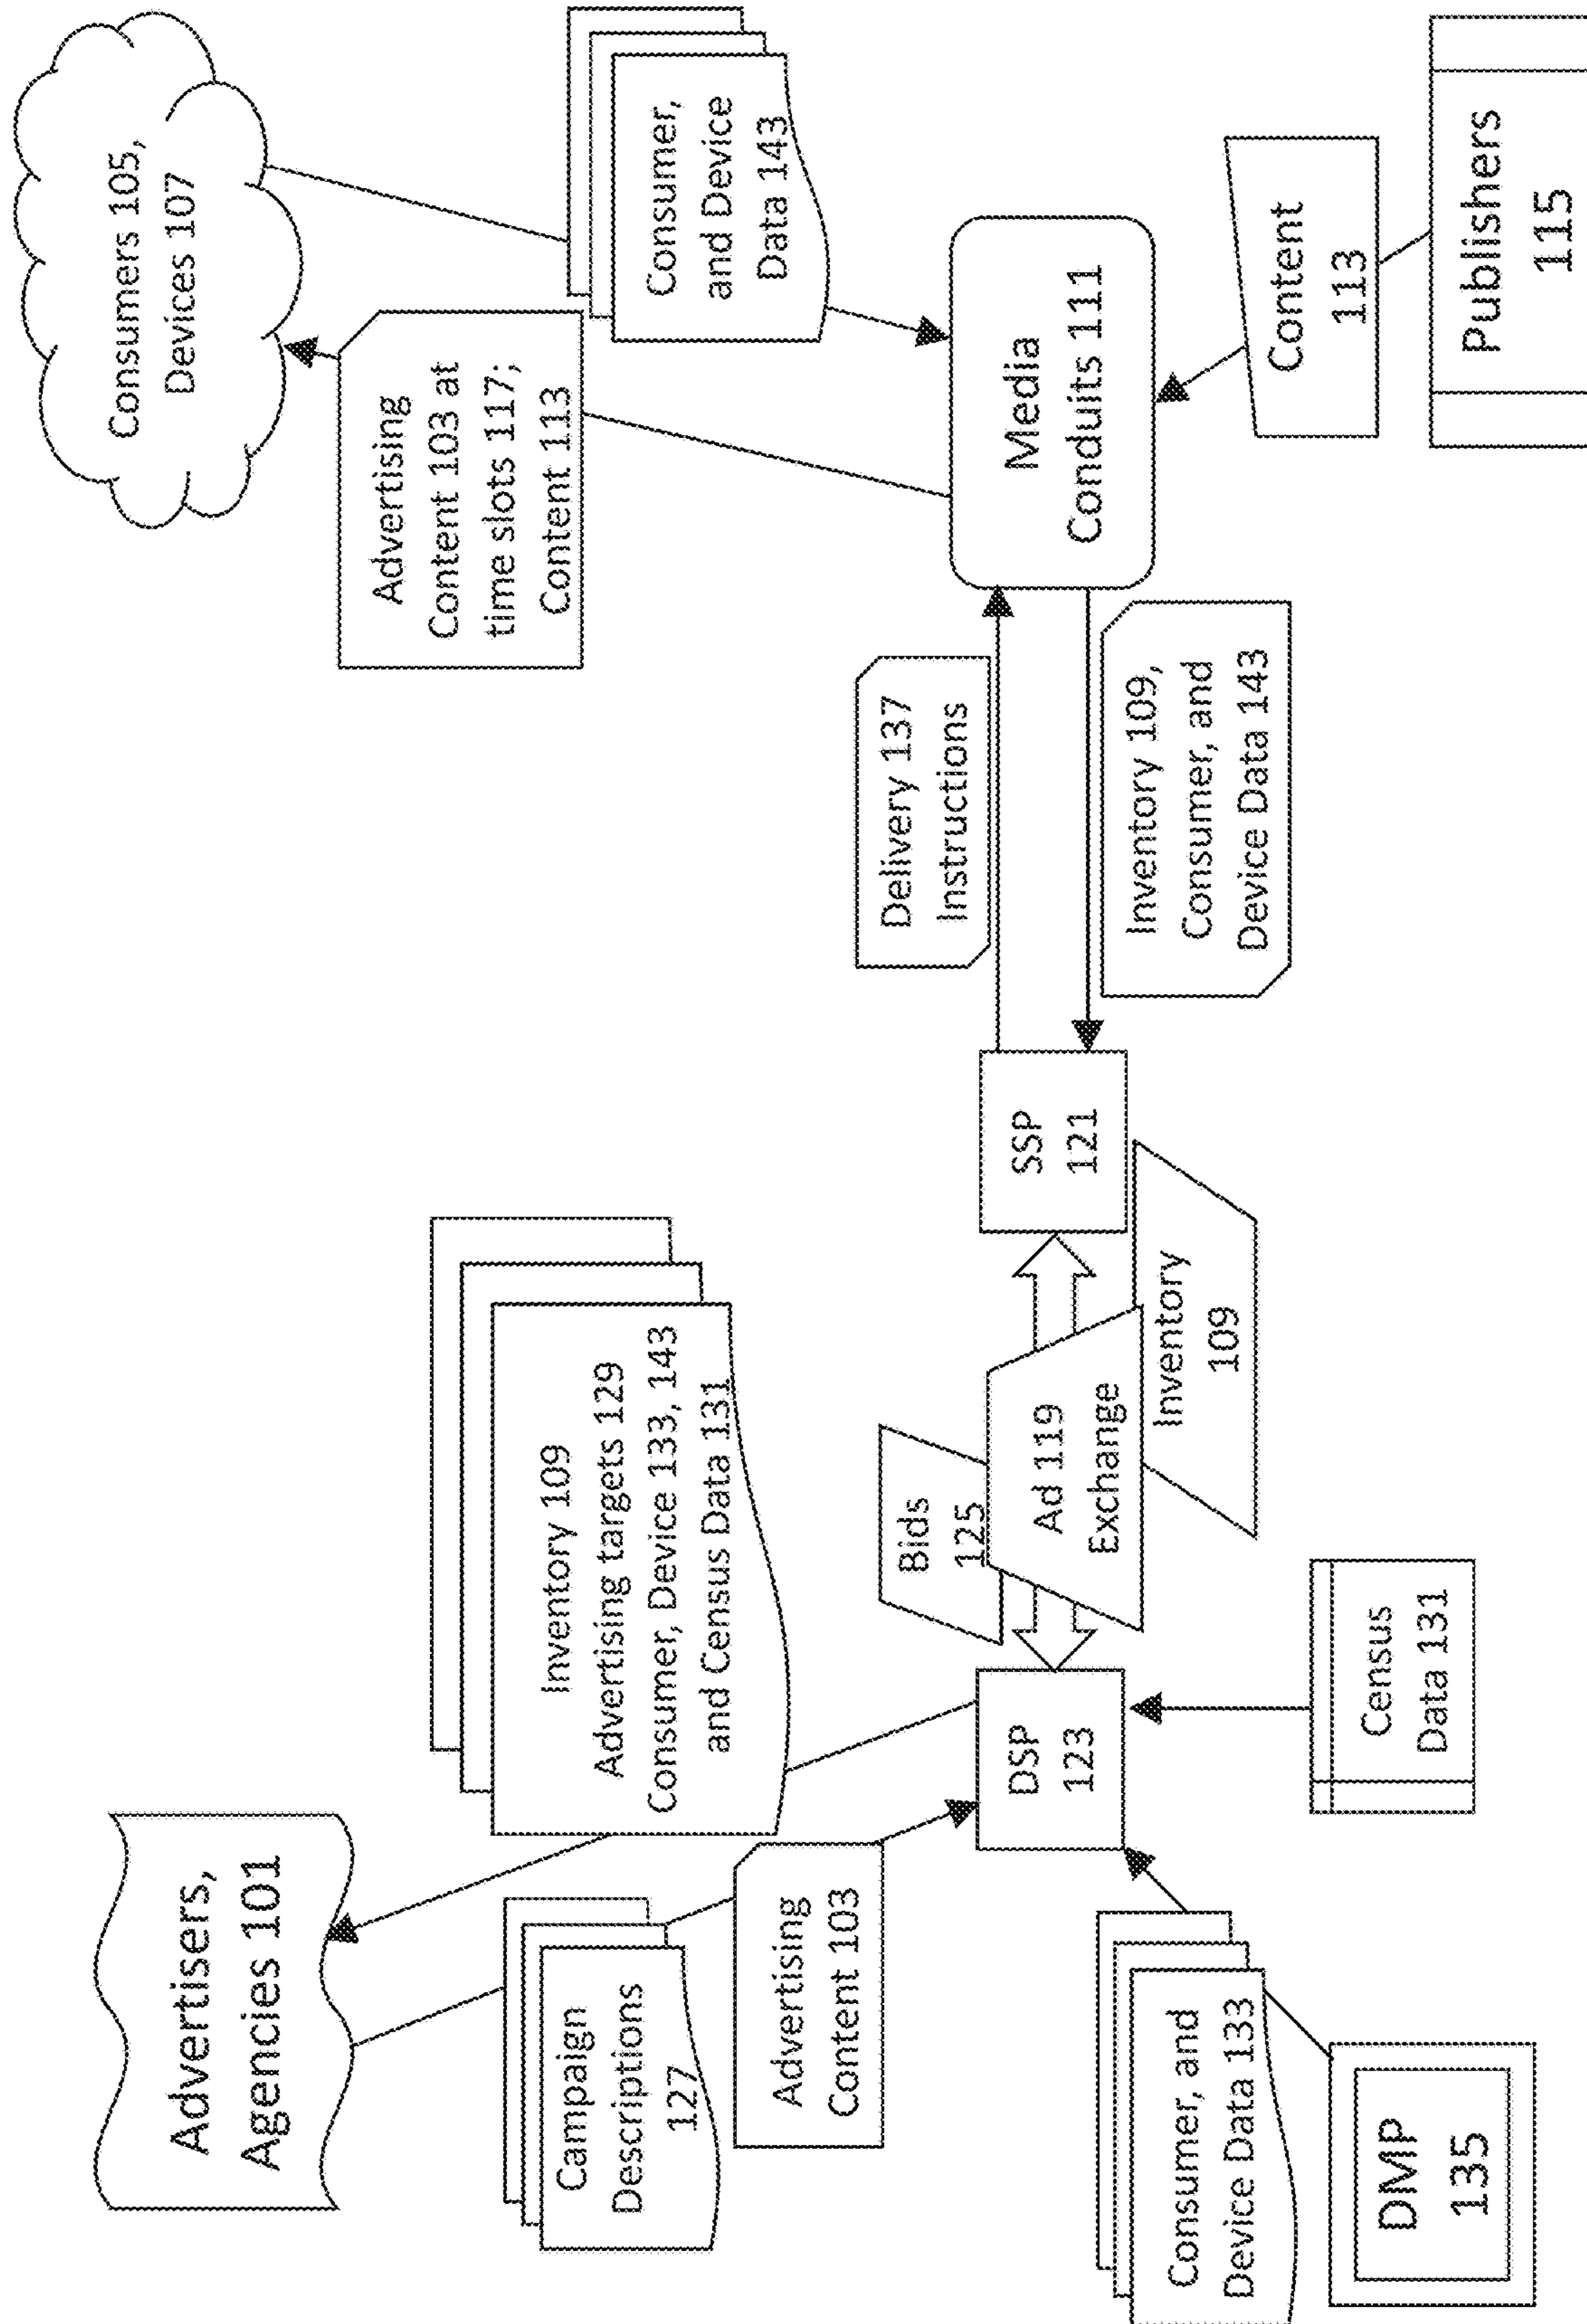 Advertisers,
Agencies 101
Consumers 105,
Devices 107
Campaign
Descriptions
127
Advertising
Content 103
Inventory 109
Advertising targets 129
Consumer, Device 133, 143
and Census Data 131
Advertising
Content 103 at
time slots 117;
Content 113
Consumer,
and Device
Data 143
Bids
125
Delivery 137
Instructions
DSP
123
Ad 119
Exchange
SSP
121
Media
Conduits 111
Inventory
109
Inventory 109,
Consumer, and
Device Data 143
Consumer, and
Device Data 133
Census
Data 131
Content
113
DMP
135
Publishers
115